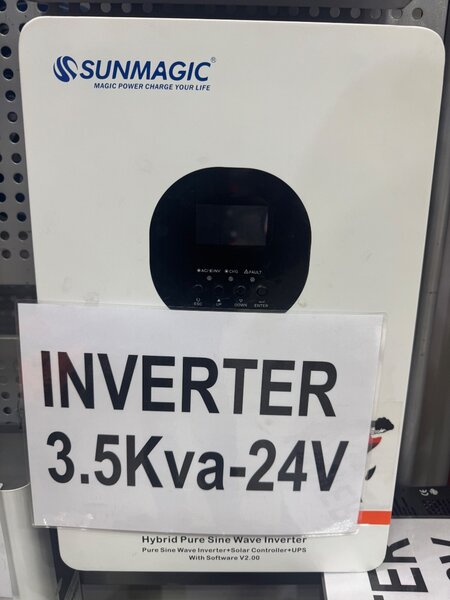 SUNMAGIC®
MAGIC POWER CHARGE YOUR LIFE
AC/INV CHG FAULT
ESC UP DOWN ENTER
INVERTER
3.5Kva-24V
Hybrid Pure Sine Wave Inverter
Pure Sine Wave Inverter+Solar Controller+UPS
With Software V2.00